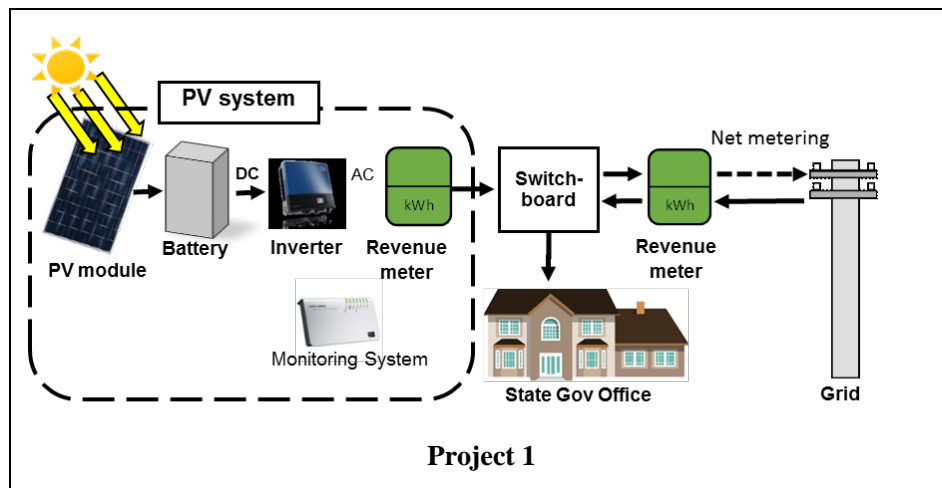 PV system
Net metering
DC
AC
kWh
Switch-
board
kWh
Battery
Inverter
Revenue
meter
Revenue
meter
PV module
Monitoring System
State Gov Office
Grid
Project 1